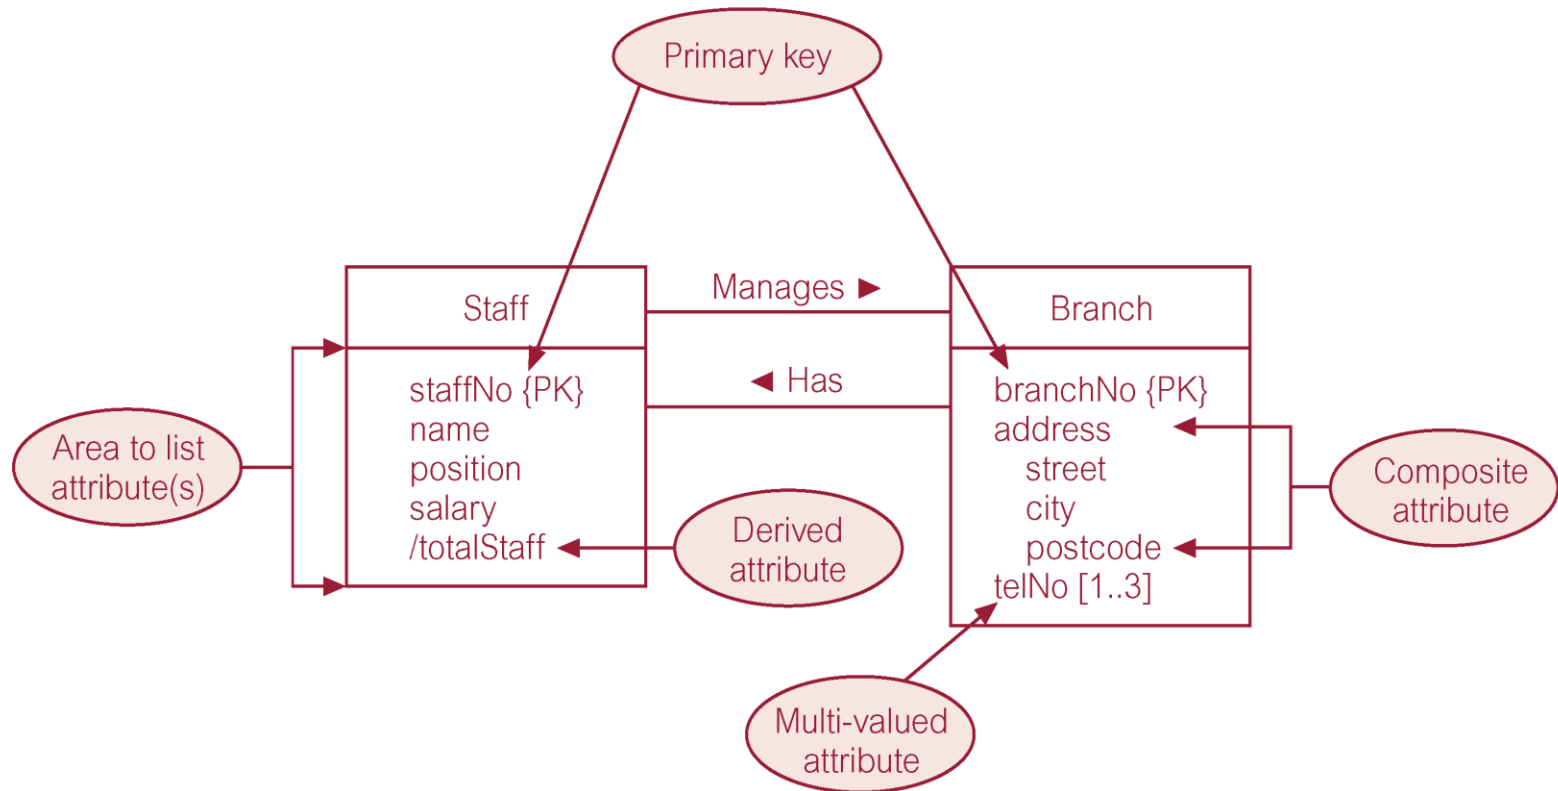 Primary key
Staff
Manages ►
Branch
◄ Has
staffNo {PK}
name
position
salary
/totalStaff
branchNo {PK}
address
street
city
postcode
telNo [1..3]
Area to list
attribute(s)
Derived
attribute
Composite
attribute
Multi-valued
attribute